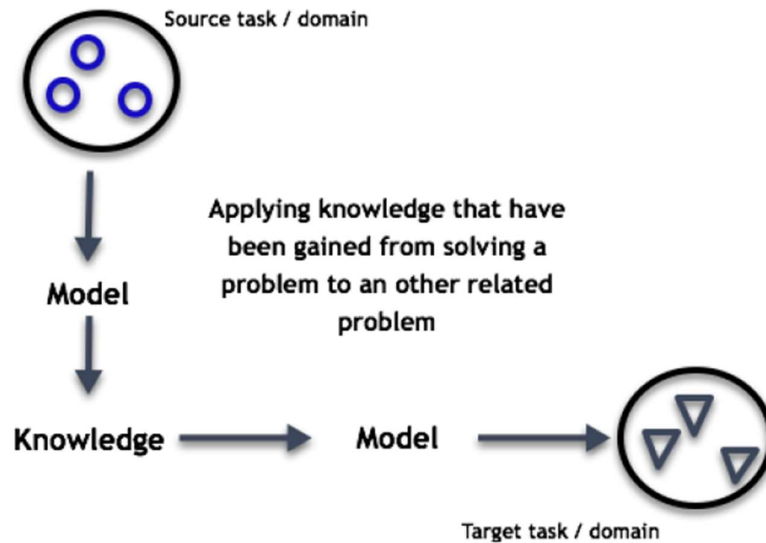 Source task / domain
Applying knowledge that have
been gained from solving a
problem to an other related
problem
Model
Knowledge
Model
Target task / domain